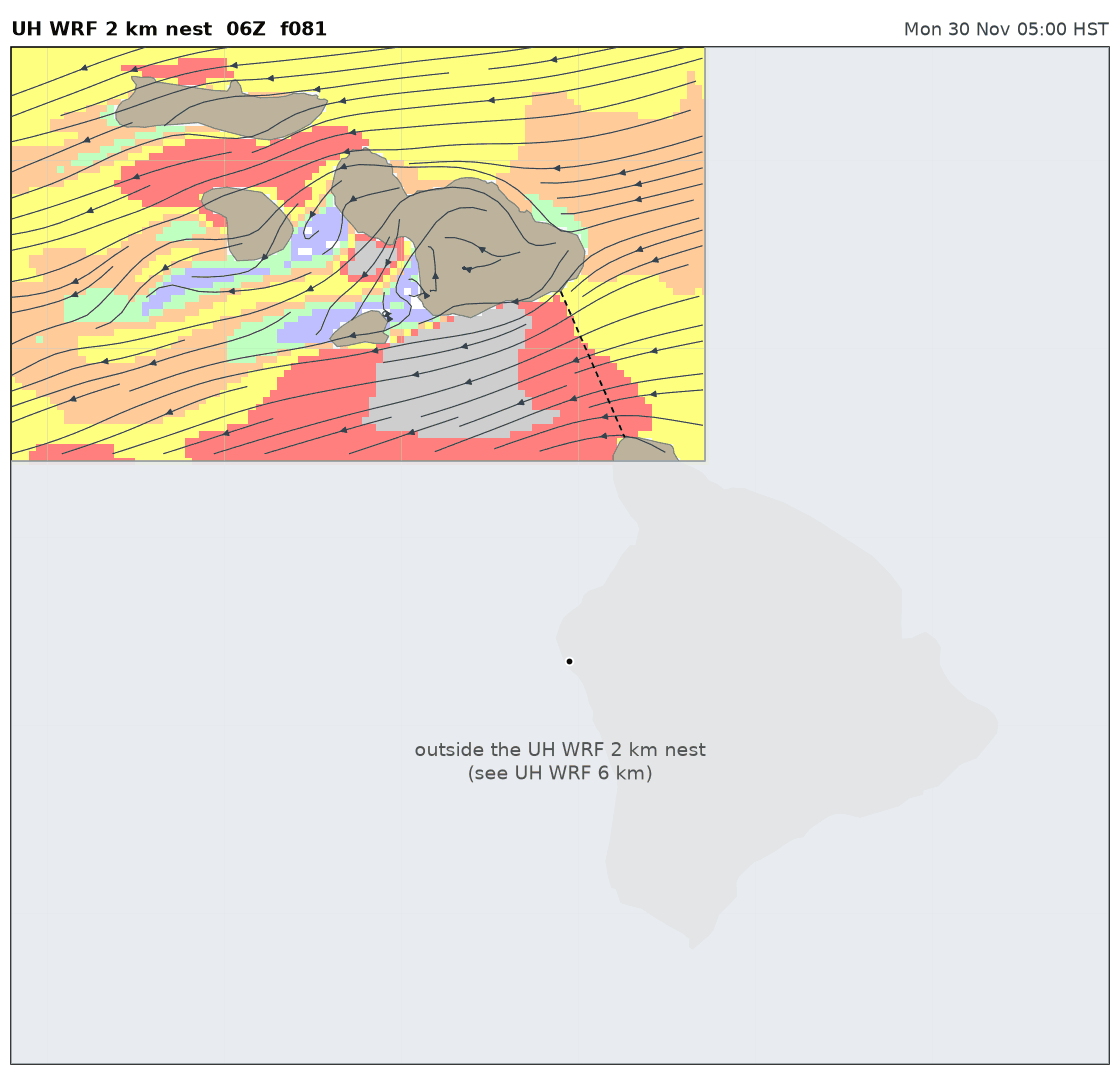 UH WRF 2 km nest  06Z  f081
Mon 30 Nov 05:00 HST
outside the UH WRF 2 km nest
(see UH WRF 6 km)